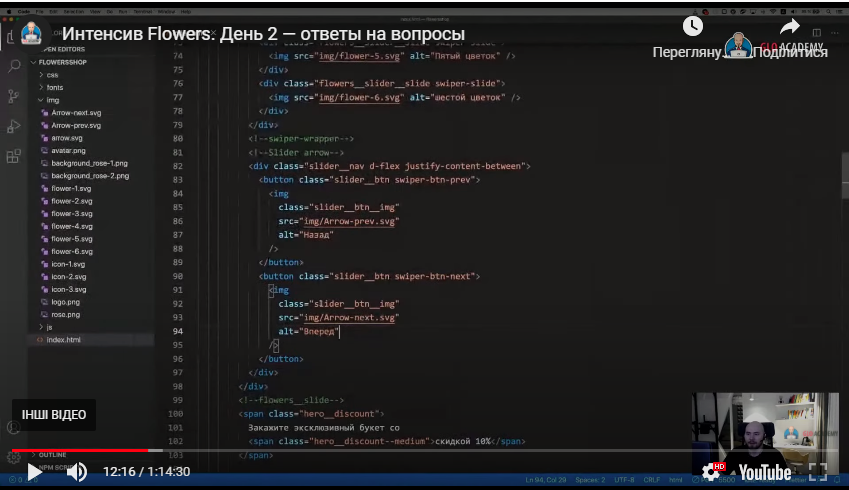 Интенсив Flowers: День 2 — ответы на вопросы
Переглянути
Поділитися
GLO ACADEMY
OPEN EDITORS
FLOWERSSHOP
css
fonts
img
Arrow-next.svg
Arrow-prev.svg
arrow.svg
avatar.png
background_rose-1.png
background_rose-2.png
flower-1.svg
flower-2.svg
flower-3.svg
flower-4.svg
flower-5.svg
flower-6.svg
icon-1.svg
icon-2.svg
icon-3.svg
logo.png
rose.png
js
index.html
OUTLINE
NPM SCRIPTS
74 <img src="img/flower-5.svg" alt="Пятый цветок" />
75 </div>
76 <div class="flowers__slider__slide swiper-slide">
77 <img src="img/flower-6.svg" alt="шестой цветок" />
78 </div>
79 </div>
80 <!--swiper-wrapper-->
81 <!--Slider arrow-->
82 <div class="slider__nav d-flex justify-content-between">
83 <button class="slider__btn swiper-btn-prev">
84 <img
85 class="slider__btn__img"
86 src="img/Arrow-prev.svg"
87 alt="Назад"
88 />
89 </button>
90 <button class="slider__btn swiper-btn-next">
91 <img
92 class="slider__btn__img"
93 src="img/Arrow-next.svg"
94 alt="Вперед"
95 />
96 </button>
97 </div>
98 </div>
99 <!--flowers__slide-->
100 <span class="hero__discount">
101 Закажите эксклюзивный букет со
102 <span class="hero__discount--medium">скидкой 10%</span>
103 </span>
ІНШІ ВІДЕО
12:16 / 1:14:30
HD
YouTube
Ln 94, Col 29 Spaces: 2 UTF-8 CRLF html